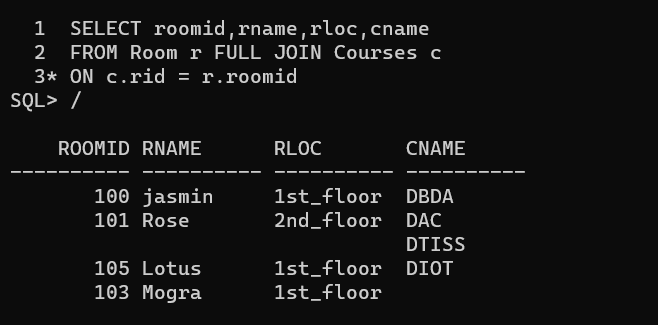 1  SELECT roomid,rname,rloc,cname
2  FROM Room r FULL JOIN Courses c
3* ON c.rid = r.roomid
SQL> /
    ROOMID RNAME      RLOC       CNAME
---------- ---------- ---------- ----------
       100 jasmin     1st_floor  DBDA
       101 Rose       2nd_floor  DAC
                                 DTISS
       105 Lotus      1st_floor  DIOT
       103 Mogra      1st_floor